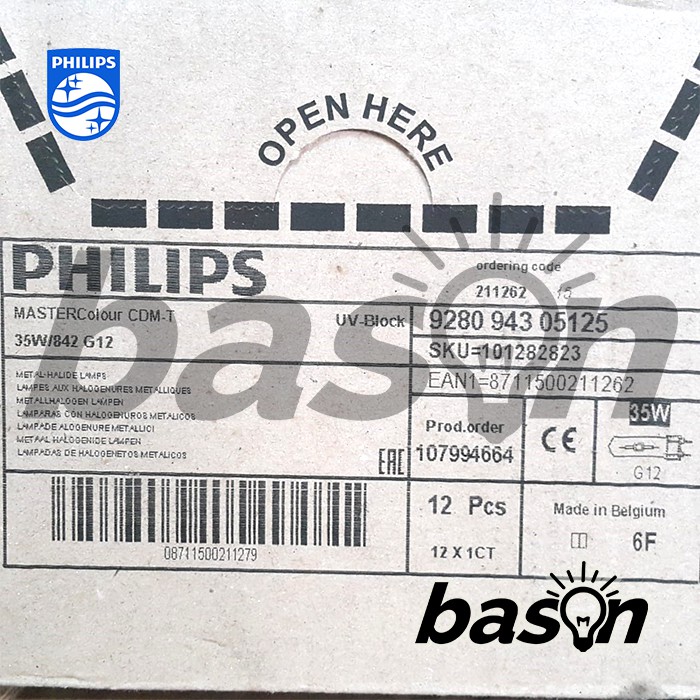 PHILIPS
OPEN HERE
PHILIPS
MASTERColour CDM-T
UV-Block
35W/842 G12
METAL-HALIDE LAMPS
LAMPES AUX HALOGENURES METALLIQUES
METALLHALOGEN LAMPEN
LAMPARAS CON HALOGENUROS METALICOS
LAMPADE ALOGENURE METALLICI
METAAL HALOGENIDE LAMPEN
LAMPADAS DE HALOGENETOS METALICOS
EAC
08711500211279
ordering code
211262 15
9280 943 05125
SKU=101282823
EAN1=8711500211262
Prod.order
107994664
CE
35W
G12
12 Pcs
12 X 1CT
Made in Belgium
6F
bason
bason